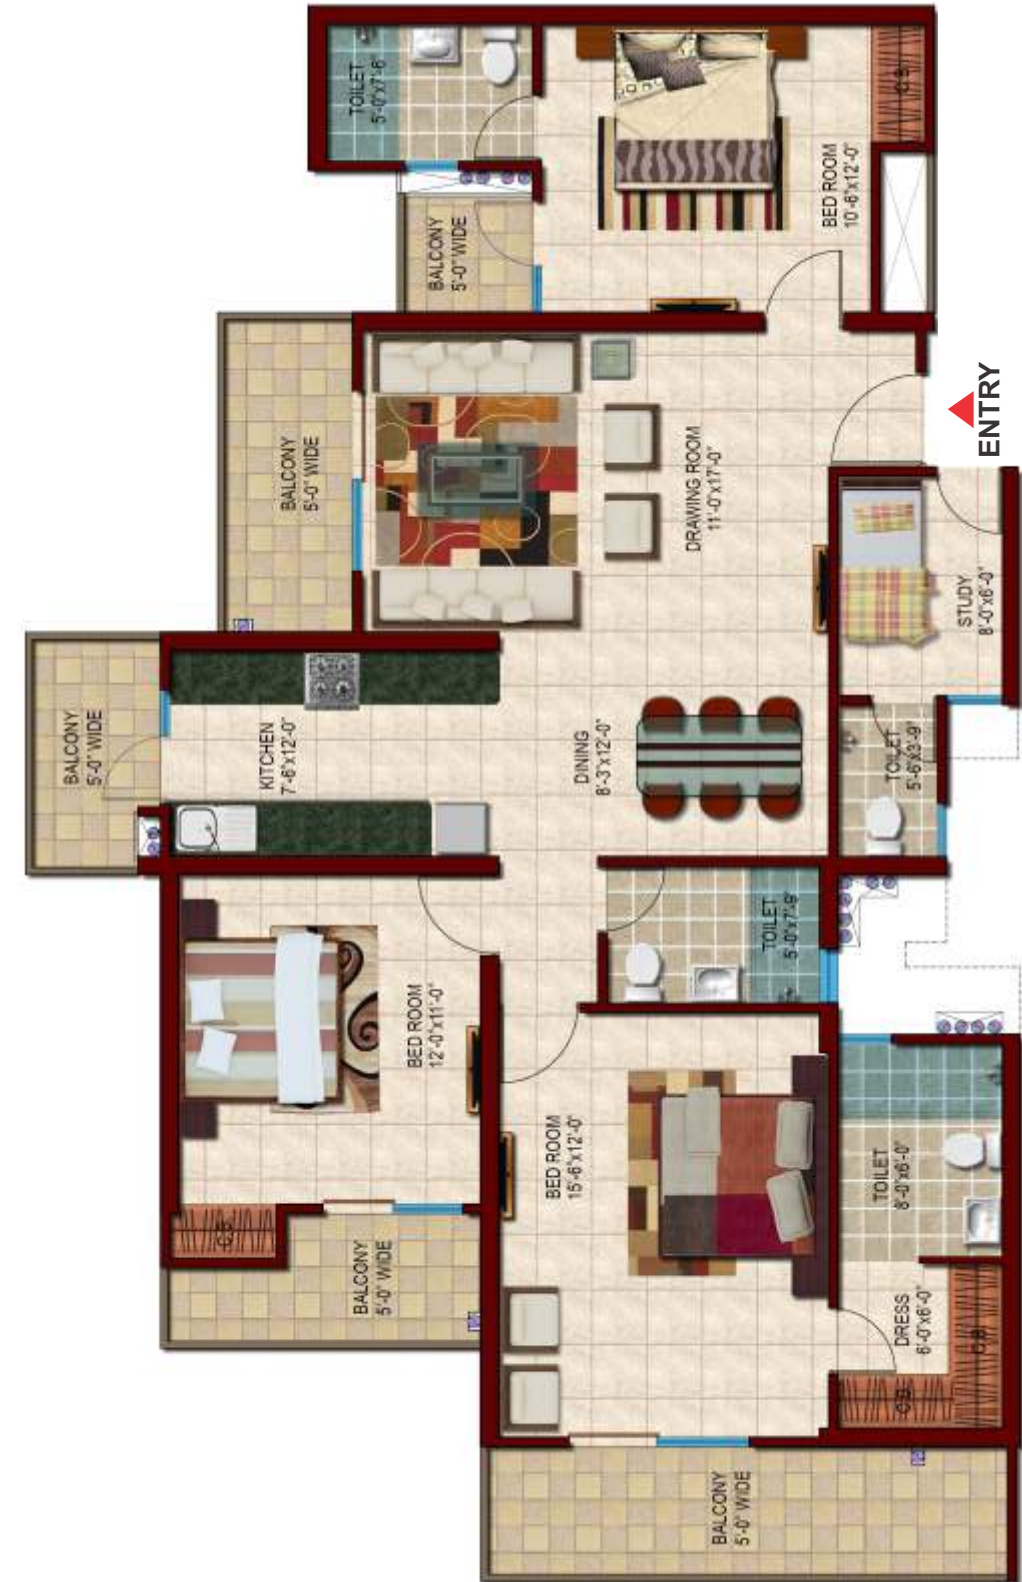 TOILET
5'-0"x7'-6"
BALCONY
5'-0" WIDE
BED ROOM
10'-6"x12'-0"
C.B.
BALCONY
5'-0" WIDE
DRAWING ROOM
11'-0"x17'-0"
ENTRY
STUDY
8'-0"x6'-0"
BALCONY
5'-0" WIDE
KITCHEN
7'-6"x12'-0"
DINING
8'-3"x12'-0"
TOILET
5'-6"x3'-9"
TOILET
5'-0"x7'-9"
BED ROOM
12'-0"x11'-0"
C.B.
BALCONY
5'-0" WIDE
BED ROOM
15'-6"x12'-0"
TOILET
8'-0"x6'-0"
DRESS
6'-0"x6'-0"
C.B.
C.B.
BALCONY
5'-0" WIDE